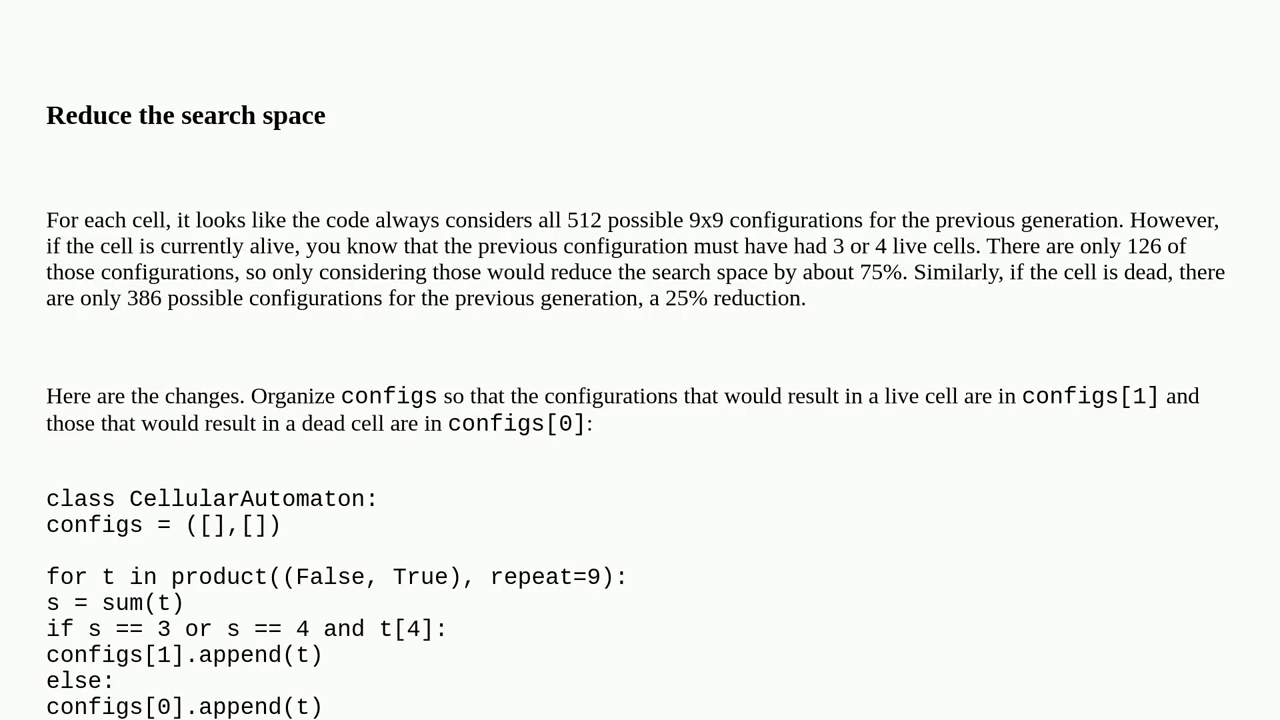 Reduce the search space
For each cell, it looks like the code always considers all 512 possible 9x9 configurations for the previous generation. However,
if the cell is currently alive, you know that the previous configuration must have had 3 or 4 live cells. There are only 126 of
those configurations, so only considering those would reduce the search space by about 75%. Similarly, if the cell is dead, there
are only 386 possible configurations for the previous generation, a 25% reduction.
Here are the changes. Organize configs so that the configurations that would result in a live cell are in configs[1] and
those that would result in a dead cell are in configs[0]:
class CellularAutomaton:
configs = ([],[])
for t in product((False, True), repeat=9):
s = sum(t)
if s == 3 or s == 4 and t[4]:
configs[1].append(t)
else:
configs[0].append(t)